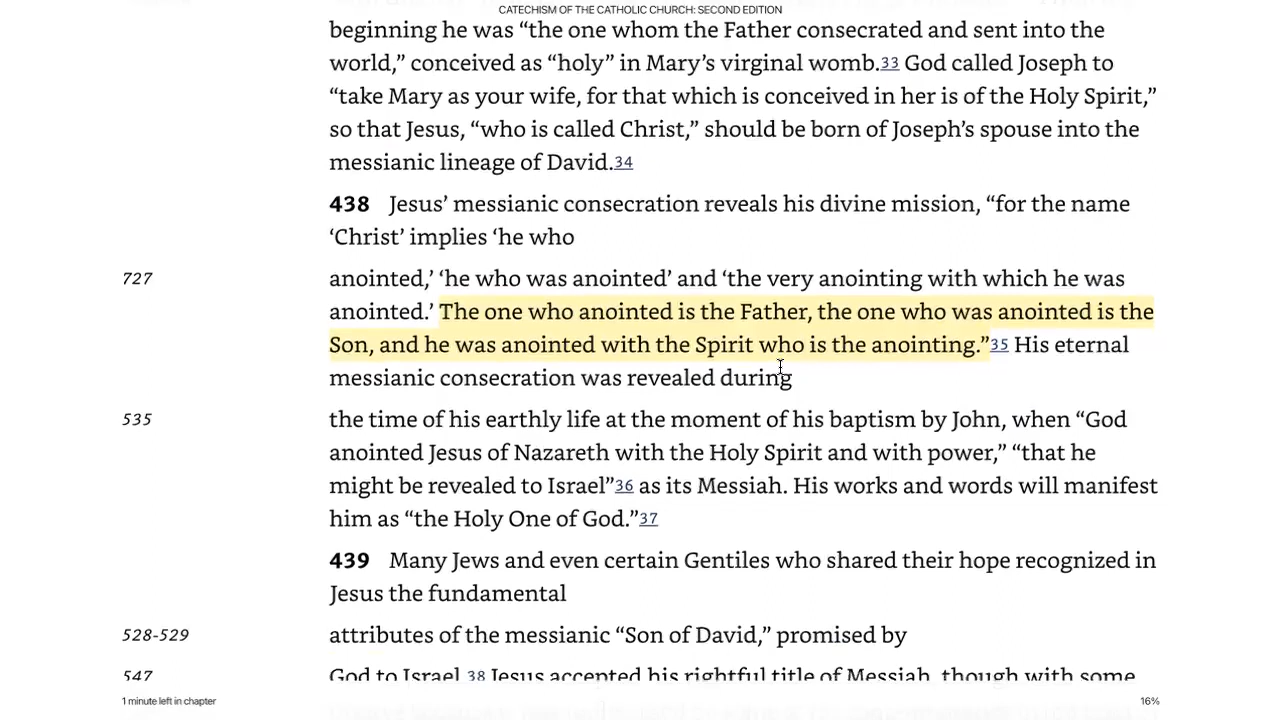 CATECHISM OF THE CATHOLIC CHURCH: SECOND EDITION
beginning he was “the one whom the Father consecrated and sent into the
world,” conceived as “holy” in Mary’s virginal womb.33 God called Joseph to
“take Mary as your wife, for that which is conceived in her is of the Holy Spirit,”
so that Jesus, “who is called Christ,” should be born of Joseph’s spouse into the
messianic lineage of David.34
438 Jesus’ messianic consecration reveals his divine mission, “for the name
‘Christ’ implies ‘he who
727 anointed,’ ‘he who was anointed’ and ‘the very anointing with which he was
anointed.’ The one who anointed is the Father, the one who was anointed is the
Son, and he was anointed with the Spirit who is the anointing.”35 His eternal
messianic consecration was revealed during
535 the time of his earthly life at the moment of his baptism by John, when “God
anointed Jesus of Nazareth with the Holy Spirit and with power,” “that he
might be revealed to Israel”36 as its Messiah. His works and words will manifest
him as “the Holy One of God.”37
439 Many Jews and even certain Gentiles who shared their hope recognized in
Jesus the fundamental
528-529 attributes of the messianic “Son of David,” promised by
547 God to Israel.38 Jesus accepted his rightful title of Messiah, though with some
1 minute left in chapter 16%